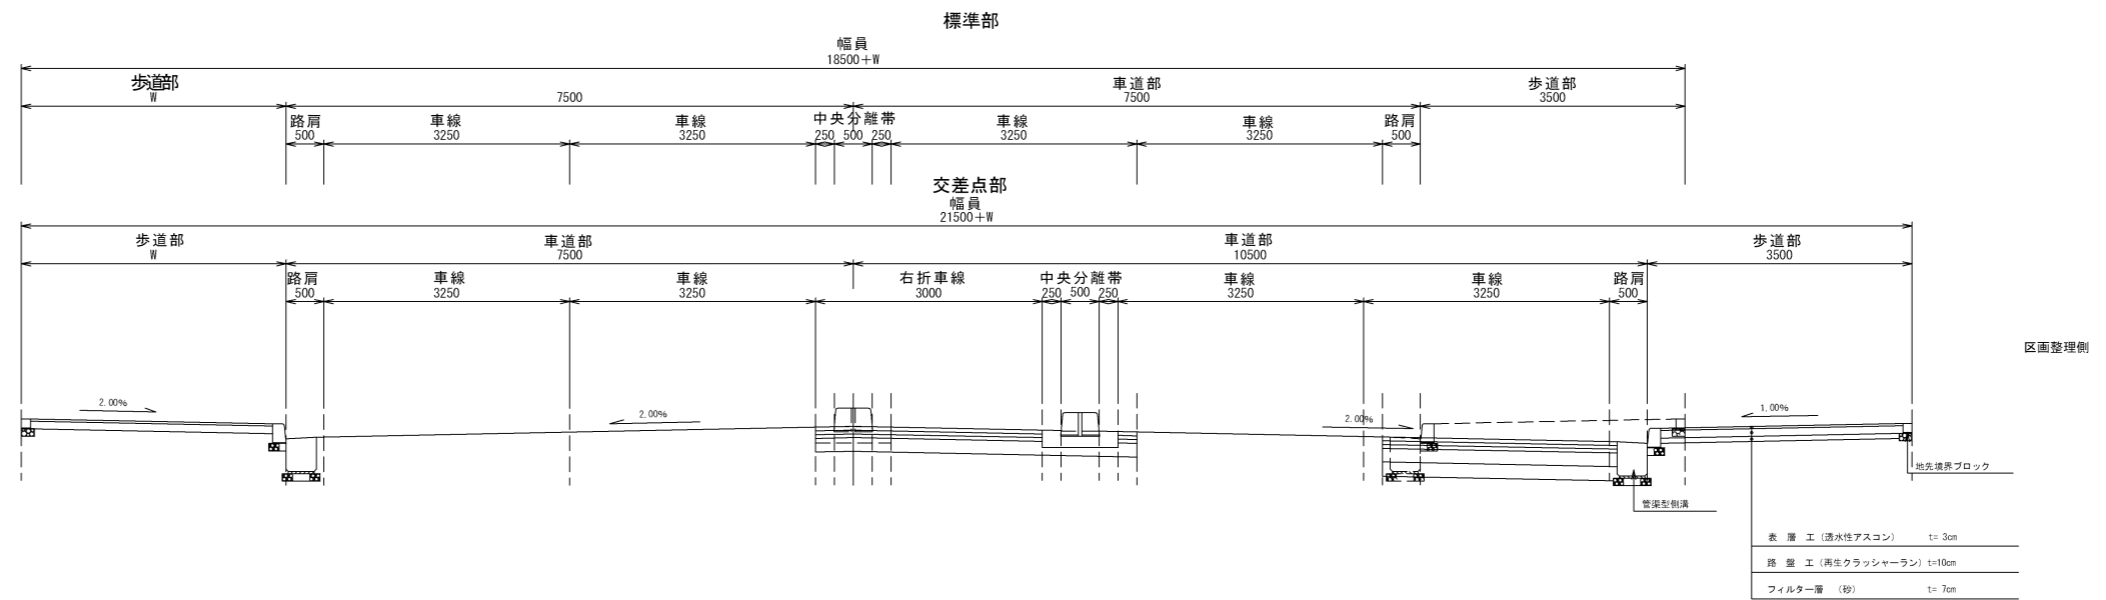 標準部
幅員
18500+W
歩道部
W
7500
車道部
7500
歩道部
3500
路肩
500
車線
3250
車線
3250
中央分離帯
250 500 250
車線
3250
車線
3250
路肩
500
交差点部
幅員
21500+W
歩道部
W
車道部
7500
車道部
10500
歩道部
3500
路肩
500
車線
3250
車線
3250
右折車線
3000
中央分離帯
250 500 250
車線
3250
車線
3250
路肩
500
区画整理側
2.00%
2.00%
2.00%
1.00%
地先境界ブロック
管渠型側溝
表 層 工（透水性アスコン） t= 3cm
路 盤 工（再生クラッシャーラン）t=10cm
フィルター層 （砂） t= 7cm